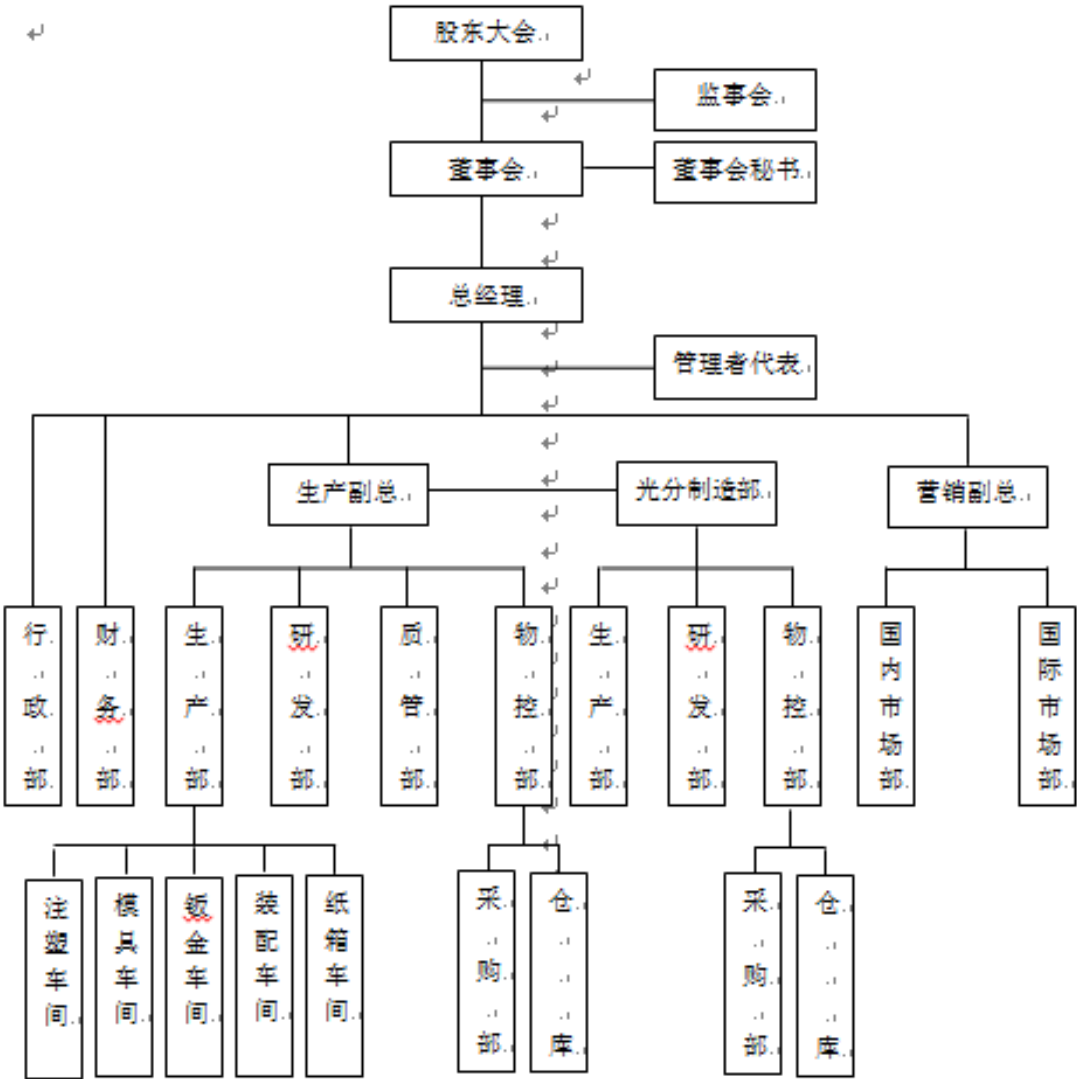 股东大会
监事会
董事会
董事会秘书
总经理
管理者代表
生产副总
光分制造部
营销副总
行政部
财务部
生产部
研发部
质管部
物控部
生产部
研发部
物控部
国内市场部
国际市场部
注塑车间
模具车间
钣金车间
装配车间
纸箱车间
采购部
仓库
采购部
仓库